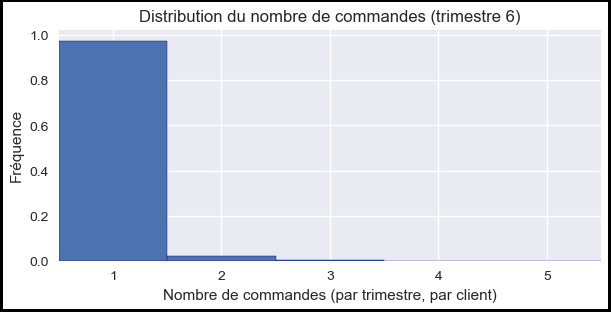 Distribution du nombre de commandes (trimestre 6)
1.0
0.8
0.6
0.4
0.2
0.0
Fréquence
1 2 3 4 5
Nombre de commandes (par trimestre, par client)